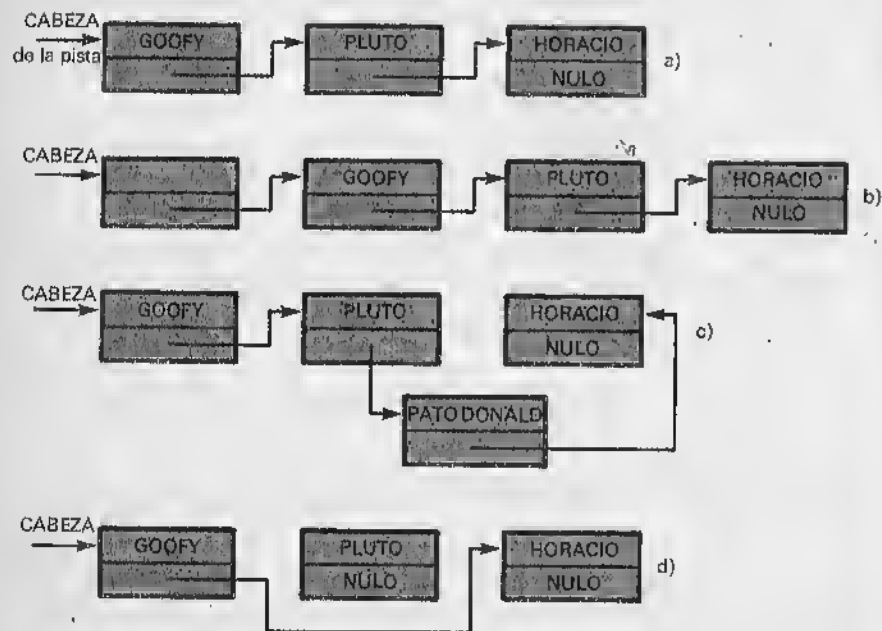 CABEZA
de la pista
GOOFY PLUTO HORACIO
NULO
a)
CABEZA
GOOFY PLUTO HORACIO
NULO
b)
CABEZA
GOOFY PLUTO HORACIO
NULO
c)
PATO DONALD
CABEZA
GOOFY PLUTO HORACIO
NULO NULO
d)